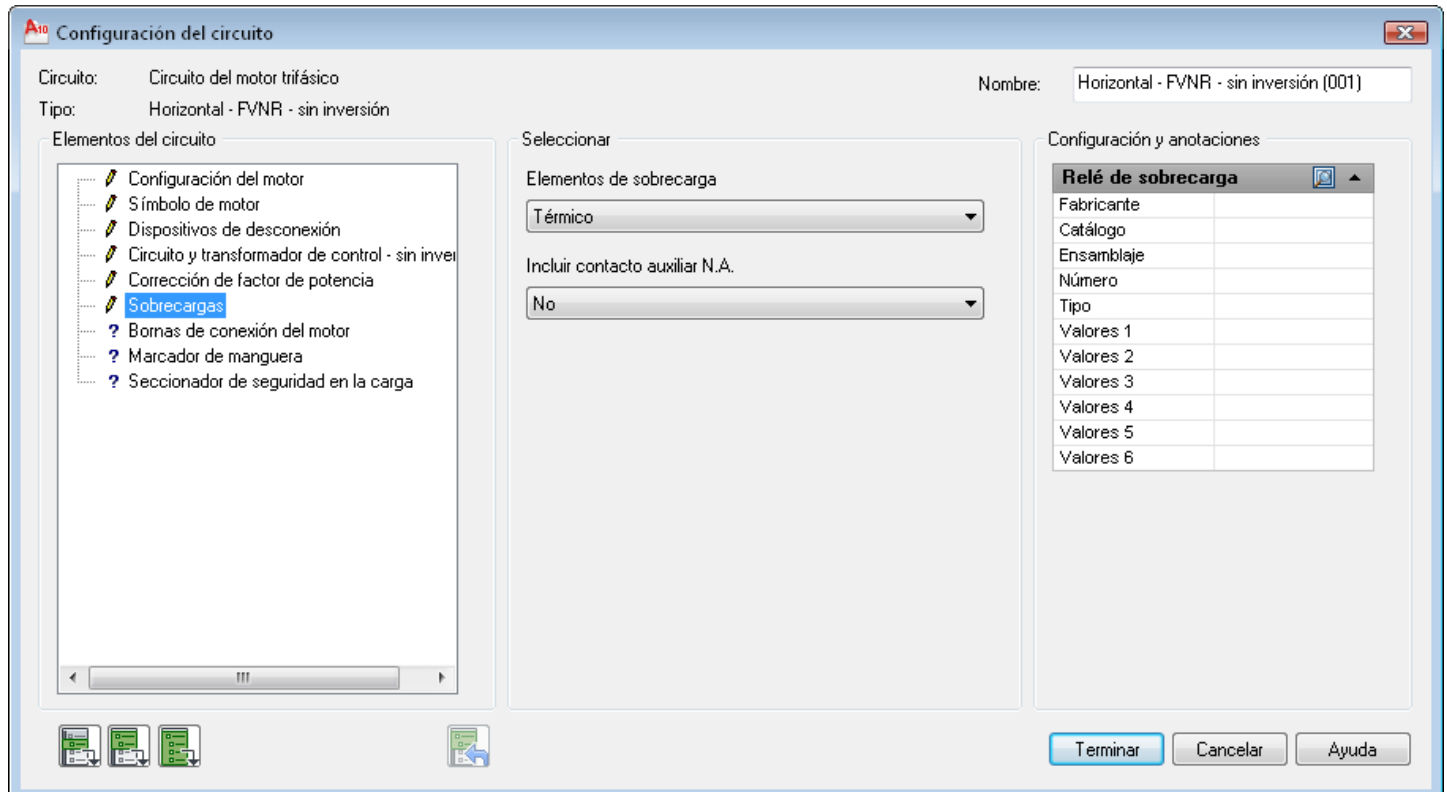 A10 Configuración del circuito
Circuito: Circuito del motor trifásico
Nombre: Horizontal - FVNR - sin inversión (001)
Tipo: Horizontal - FVNR - sin inversión
Elementos del circuito
Configuración del motor
Símbolo de motor
Dispositivos de desconexión
Circuito y transformador de control - sin inver
Corrección de factor de potencia
Sobrecargas
? Bornas de conexión del motor
? Marcador de manguera
? Seccionador de seguridad en la carga
Seleccionar
Elementos de sobrecarga
Térmico
Incluir contacto auxiliar N.A.
No
Configuración y anotaciones
Relé de sobrecarga
Fabricante
Catálogo
Ensamblaje
Número
Tipo
Valores 1
Valores 2
Valores 3
Valores 4
Valores 5
Valores 6
Terminar Cancelar Ayuda